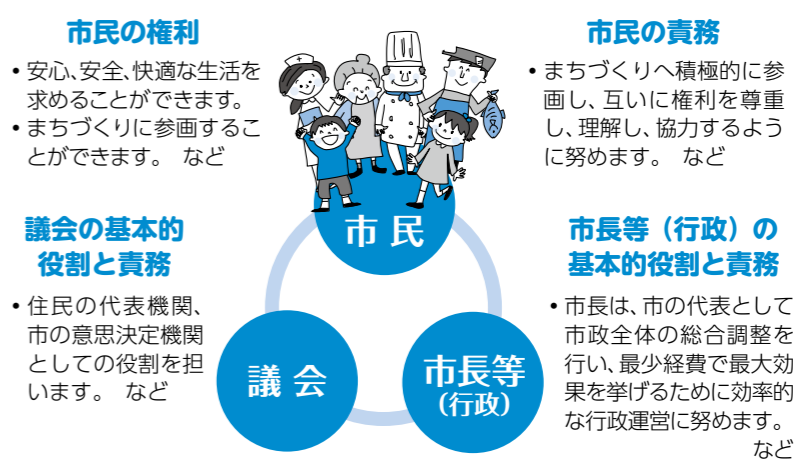 市民の権利
• 安心、安全、快適な生活を
求めることができます。
• まちづくりに参画するこ
とができます。 など
市民の責務
• まちづくりへ積極的に参
画し、互いに権利を尊重
し、理解し、協力するよう
に努めます。 など
市 民
議会の基本的
役割と責務
• 住民の代表機関、
市の意思決定機関
としての役割を担
います。 など
市長等（行政）の
基本的役割と責務
• 市長は、市の代表として
市政全体の総合調整を
行い、最少経費で最大効
果を挙げるために効率的
な行政運営に努めます。
など
議 会
市長等
（行政）